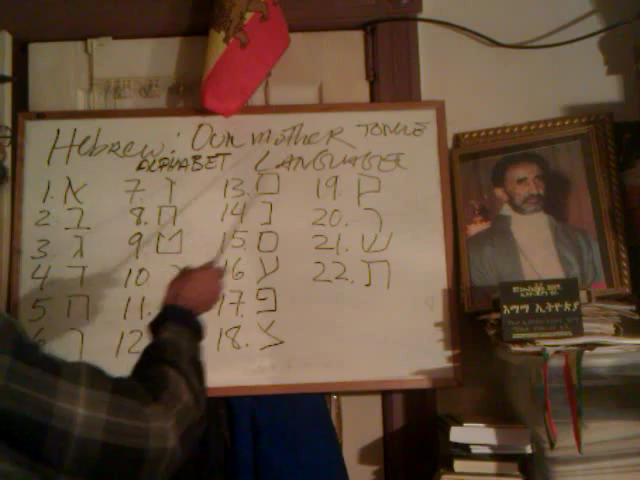 Hebrew: Our mother TONGUE
ALPHABET LANGUAGE
1. א 7. ז 13. מ 19. ק
2. ב 8. ח 14 נ 20. ר
3. ג 9 ט 15. ס 21. ש
4 ד 10 16 ע 22. ת
5 ה 11. 17. פ
6 ו 12 18. צ
እማማ ኢትዮጵያ